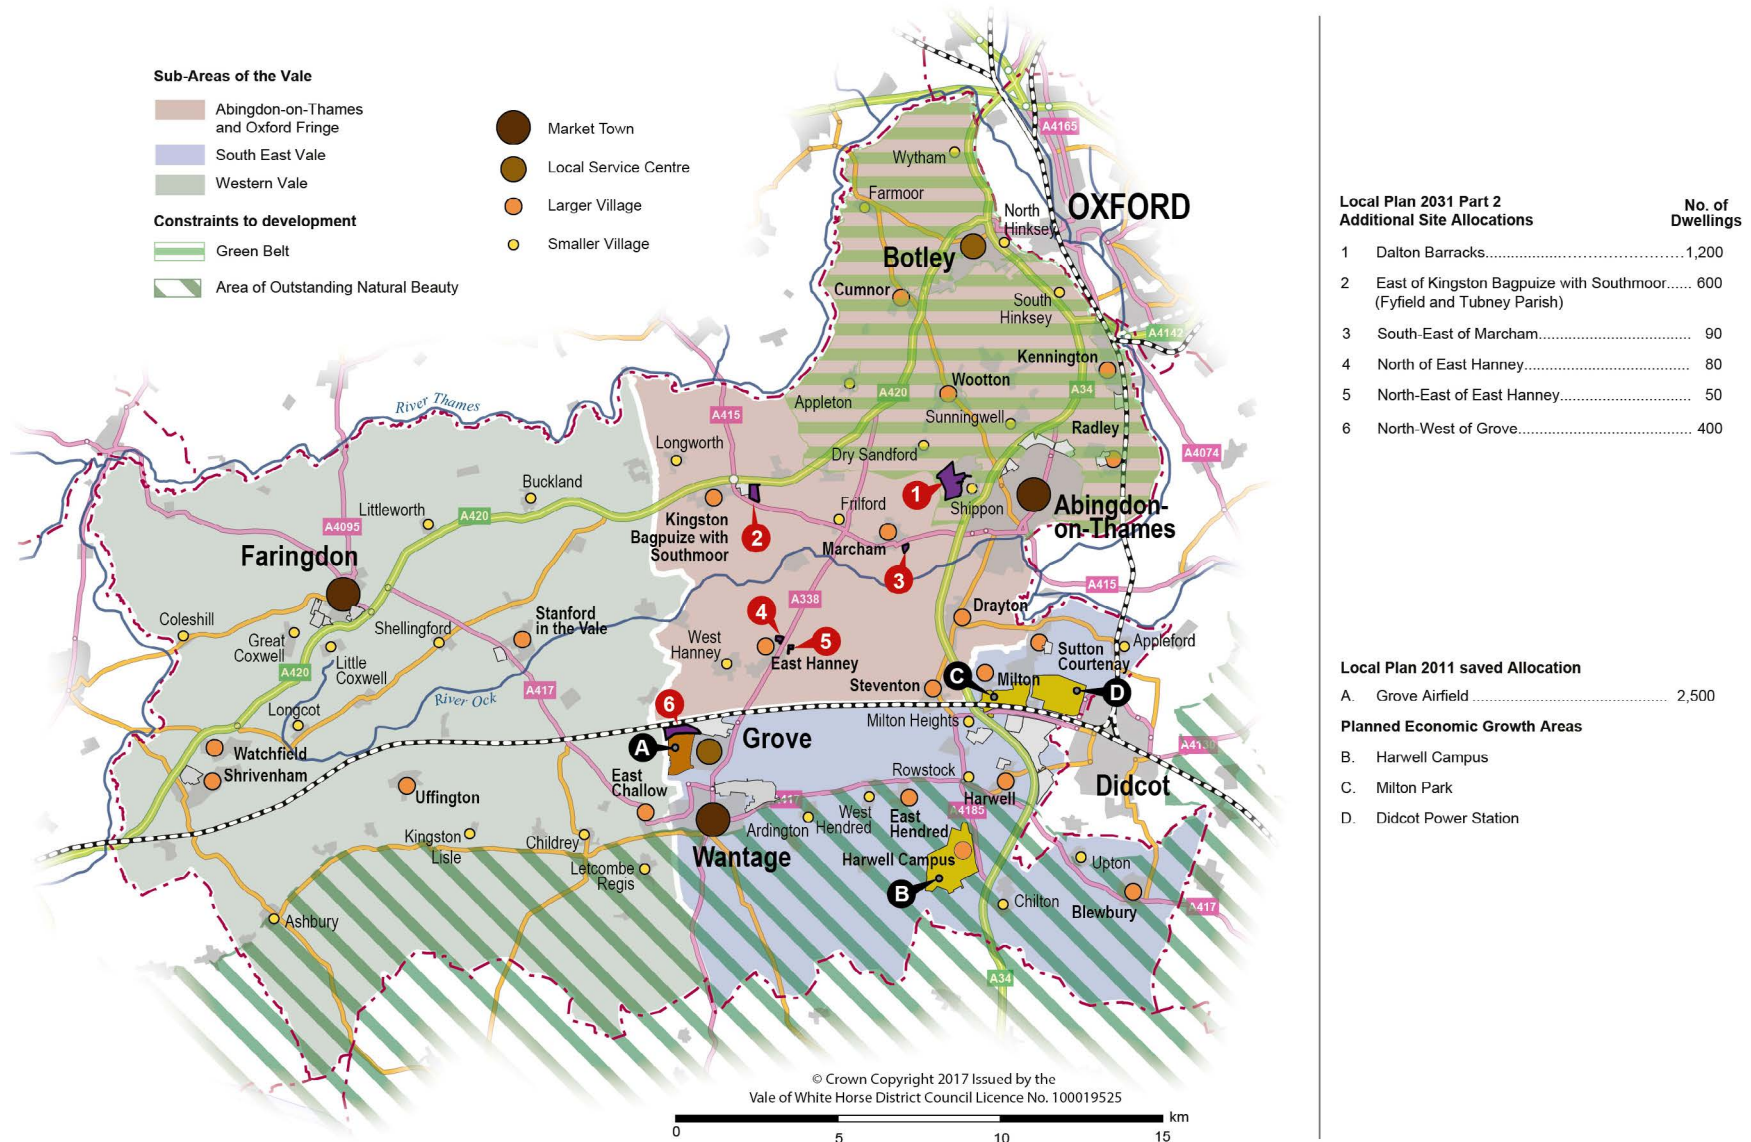 Sub-Areas of the Vale
Abingdon-on-Thames
and Oxford Fringe
South East Vale
Western Vale
Constraints to development
Green Belt
Area of Outstanding Natural Beauty
Market Town
Local Service Centre
Larger Village
Smaller Village
A4165
Wytham
Farmoor
OXFORD
North
Hinksey
Botley
Cumnor
South
Hinksey
A4142
Kennington
Wootton
A420
A34
Appleton
Sunningwell
Radley
River Thames
A415
Longworth
Dry Sandford
A4074
Buckland
Littleworth
A420
A4095
1
Shippon
Frilford
Abingdon-
on-Thames
Kingston
Bagpuize with
Southmoor
2
Marcham
3
Faringdon
A415
A338
4
5
Drayton
Coleshill
Great
Coxwell
Shellingford
Stanford
in the Vale
West
Hanney
East Hanney
Sutton
Courtenay
Appleford
Little
Coxwell
A420
A417
River Ock
Longcot
Steventon
C
Milton
D
6
Milton Heights
A
Grove
Watchfield
Shrivenham
A4130
East
Challow
Rowstock
Harwell
Didcot
Uffington
A417
West
Hendred
East
Hendred
A4185
Ardington
Kingston
Lisle
Childrey
Wantage
Harwell Campus
Upton
Letcombe
Regis
B
Chilton
Blewbury
A417
Ashbury
A34
© Crown Copyright 2017 Issued by the
Vale of White Horse District Council Licence No. 100019525
km
0 5 10 15
Local Plan 2031 Part 2
Additional Site Allocations
No. of
Dwellings
1 Dalton Barracks 1,200
2 East of Kingston Bagpuize with Southmoor 600
(Fyfield and Tubney Parish)
3 South-East of Marcham 90
4 North of East Hanney 80
5 North-East of East Hanney 50
6 North-West of Grove 400
Local Plan 2011 saved Allocation
A. Grove Airfield 2,500
Planned Economic Growth Areas
B. Harwell Campus
C. Milton Park
D. Didcot Power Station